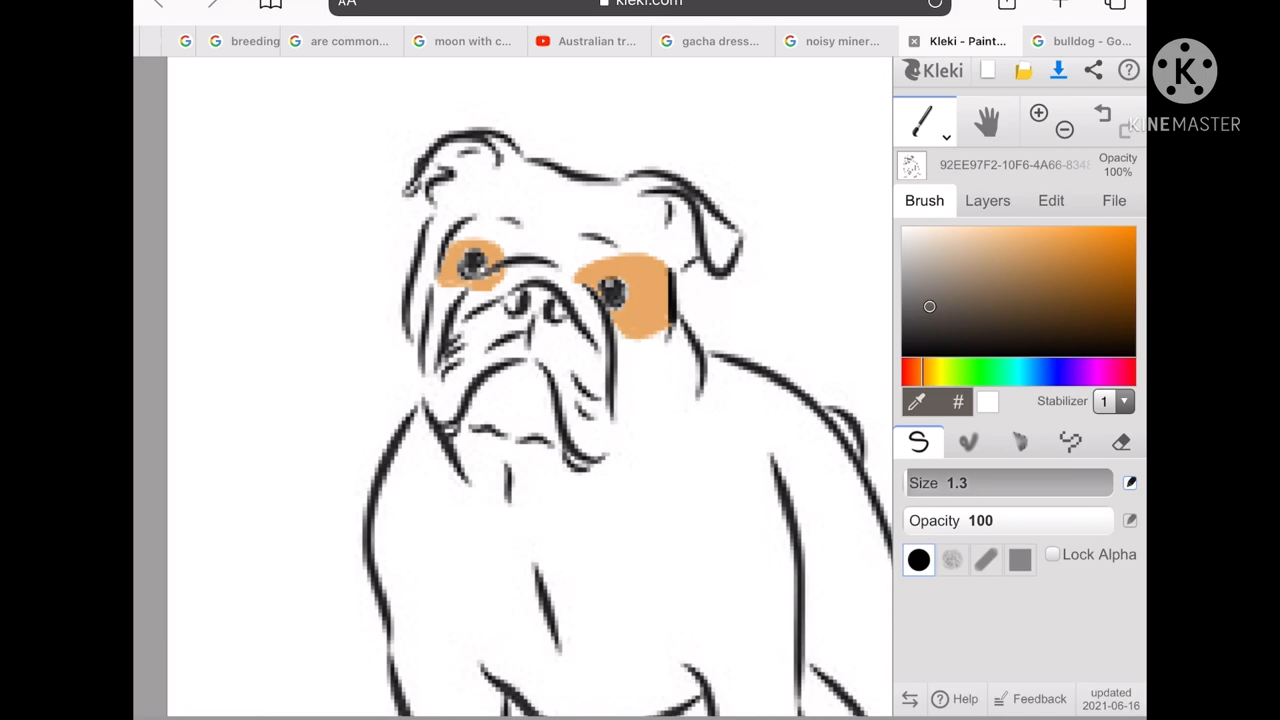 AA kleki.com
breeding are common... moon with c... Australian tr... gacha dress... noisy miner... Kleki - Paint... bulldog - Go...
Kleki
KINEMASTER
92EE97F2-10F6-4A66-8348 Opacity
100%
Brush Layers Edit File
# Stabilizer 1
Size 1.3
Opacity 100
Lock Alpha
Help Feedback updated
2021-06-16